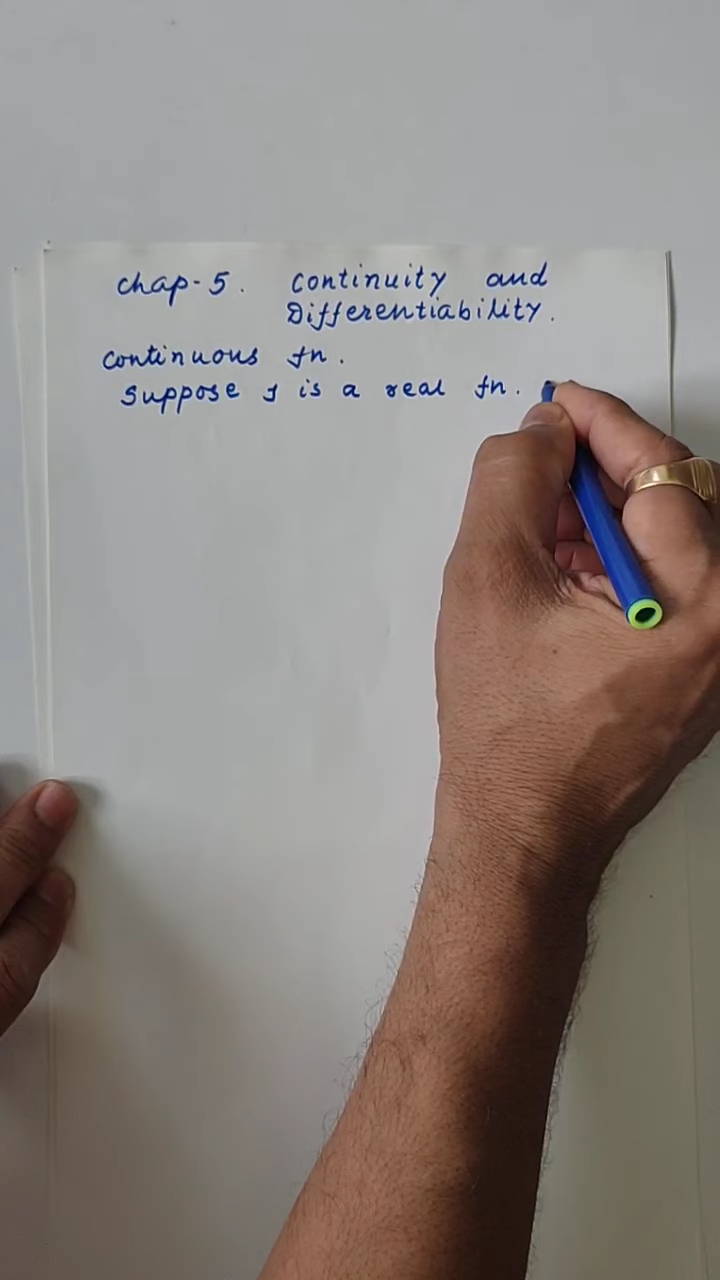 chap-5. continuity and
Differentiability.
continuous fn.
Suppose f is a real fn.